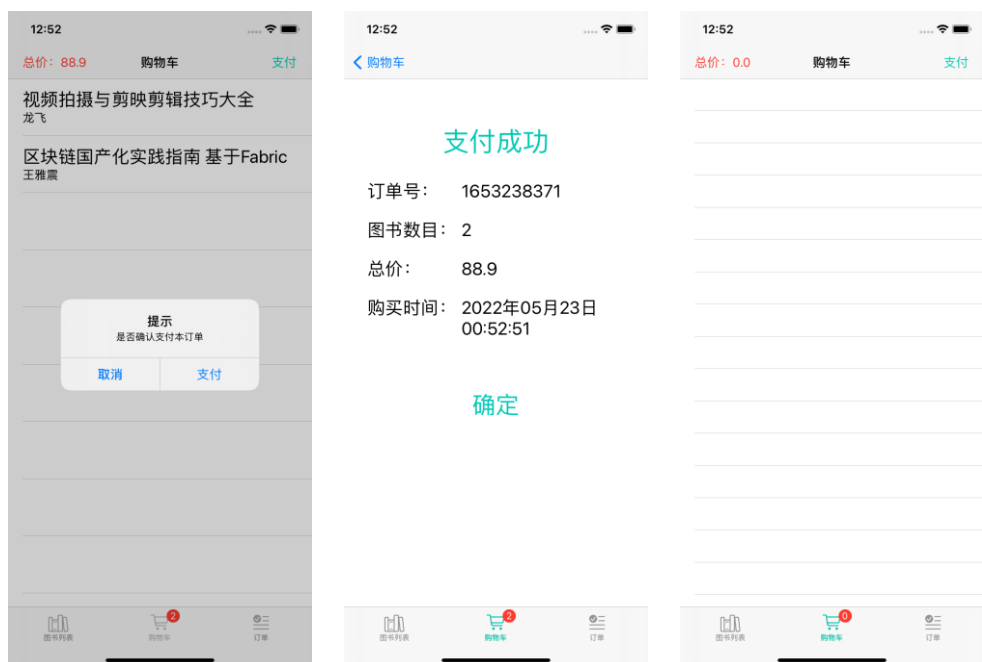 12:52
总价：88.9
购物车
支付
视频拍摄与剪映剪辑技巧大全
龙飞
区块链国产化实践指南 基于Fabric
王雅震
提示
是否确认支付本订单
取消
支付
图书列表
2
购物车
订单
12:52
购物车
支付成功
订单号：
1653238371
图书数目：
2
总价：
88.9
购买时间：
2022年05月23日
00:52:51
确定
图书列表
2
购物车
订单
12:52
总价：0.0
购物车
支付
图书列表
0
购物车
订单